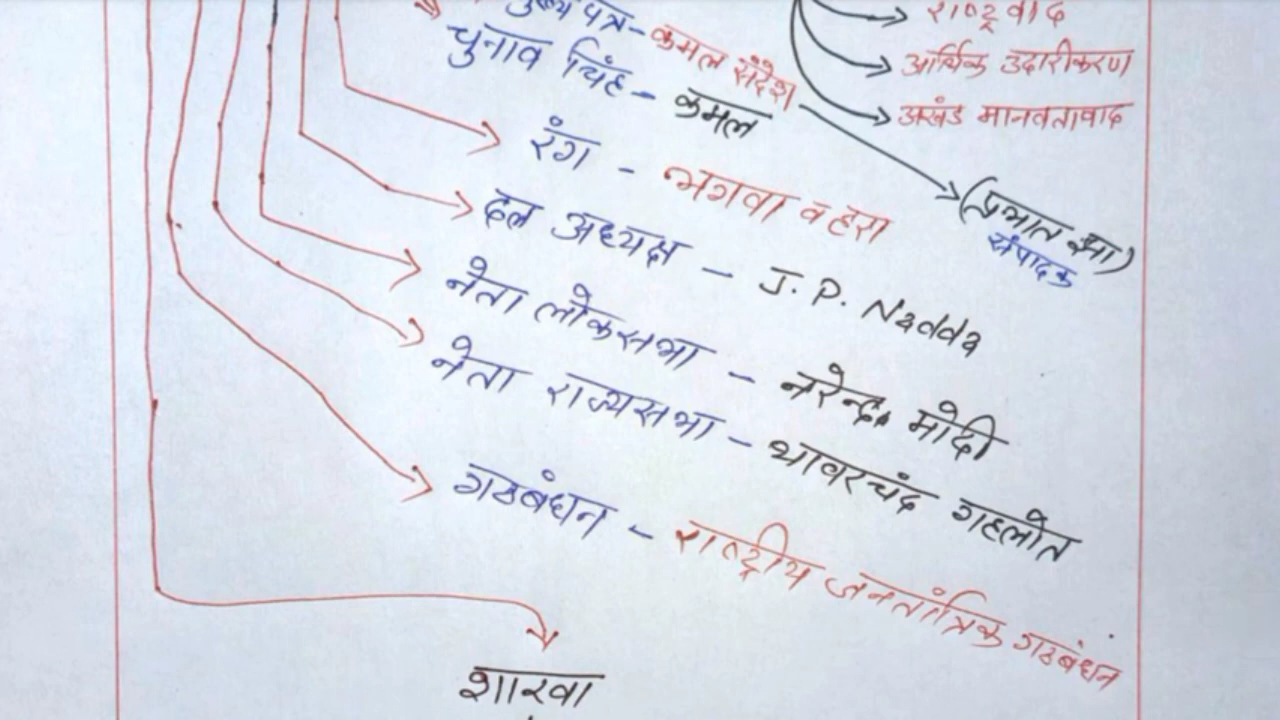 मुख्य पत्र - कमल संदेश
राष्ट्रवाद
आर्थिक उदारीकरण
अखंड मानवतावाद
चुनाव चिंह - कमल
रंग - भगवा व हरा
(प्रभात झा)
संपादक
दल अध्यक्ष - J. P. Nadda
नेता लोकसभा - नरेन्द्र मोदी
नेता राज्यसभा - थावरचंद गहलोत
गठबंधन - राष्ट्रीय जनतांत्रिक गठबंधन
शाखा